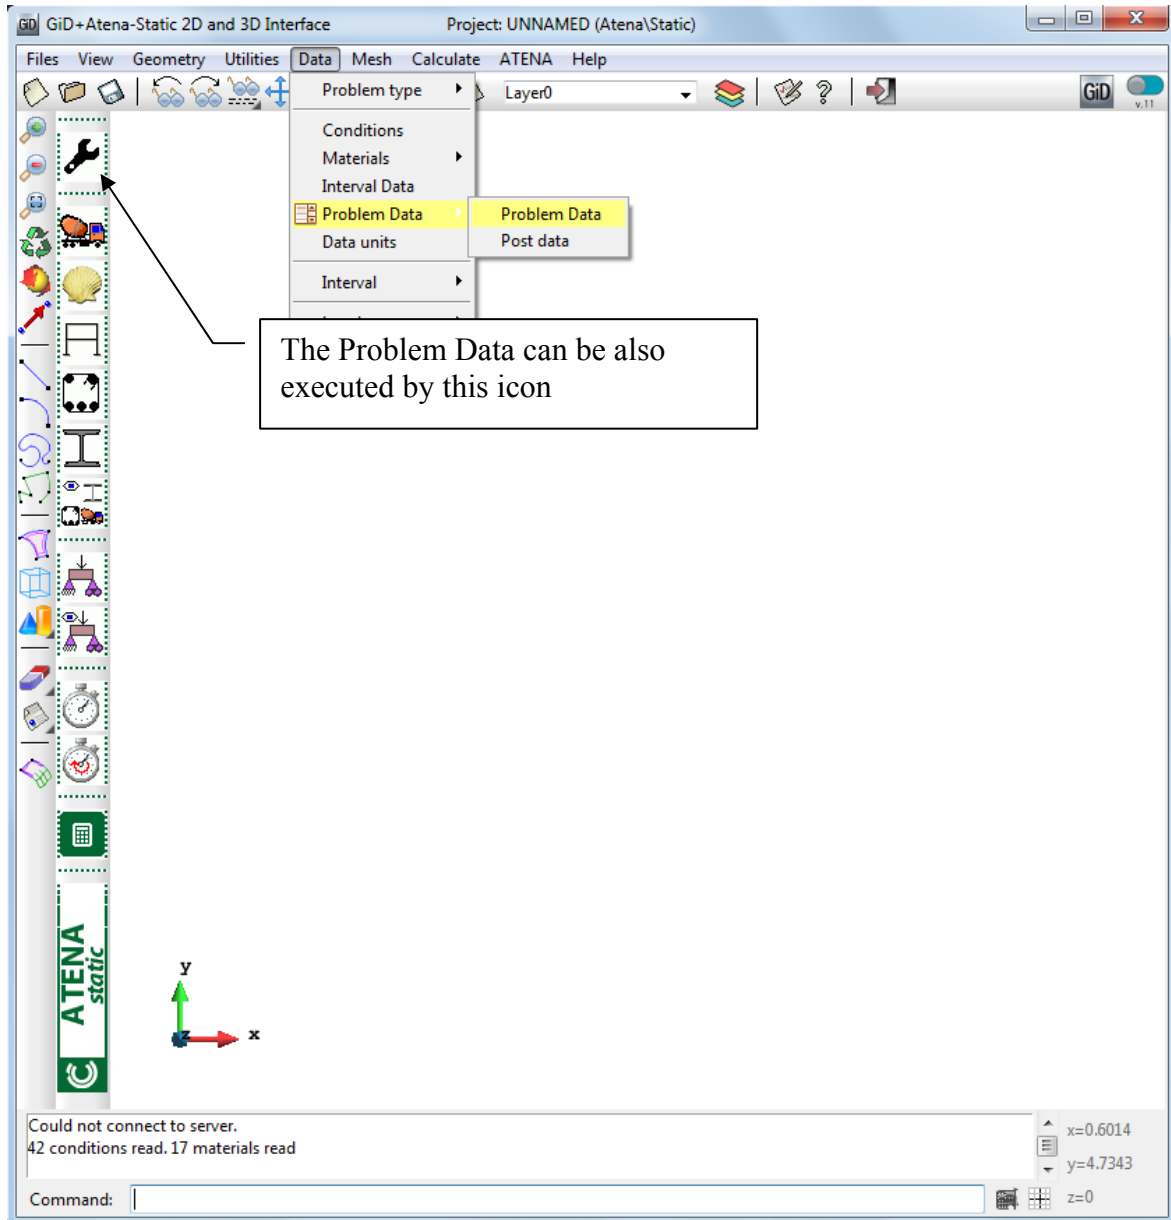 GiD GiD+Atena-Static 2D and 3D Interface Project: UNNAMED (Atena\Static)
Files View Geometry Utilities Data Mesh Calculate ATENA Help
Layer0
GiD
v.11
Problem type
Conditions
Materials
Interval Data
Problem Data
Problem Data
Data units
Post data
Interval
The Problem Data can be also
executed by this icon
ATENA
static
y
z
x
Could not connect to server.
42 conditions read. 17 materials read
x=0.6014
y=4.7343
z=0
Command: